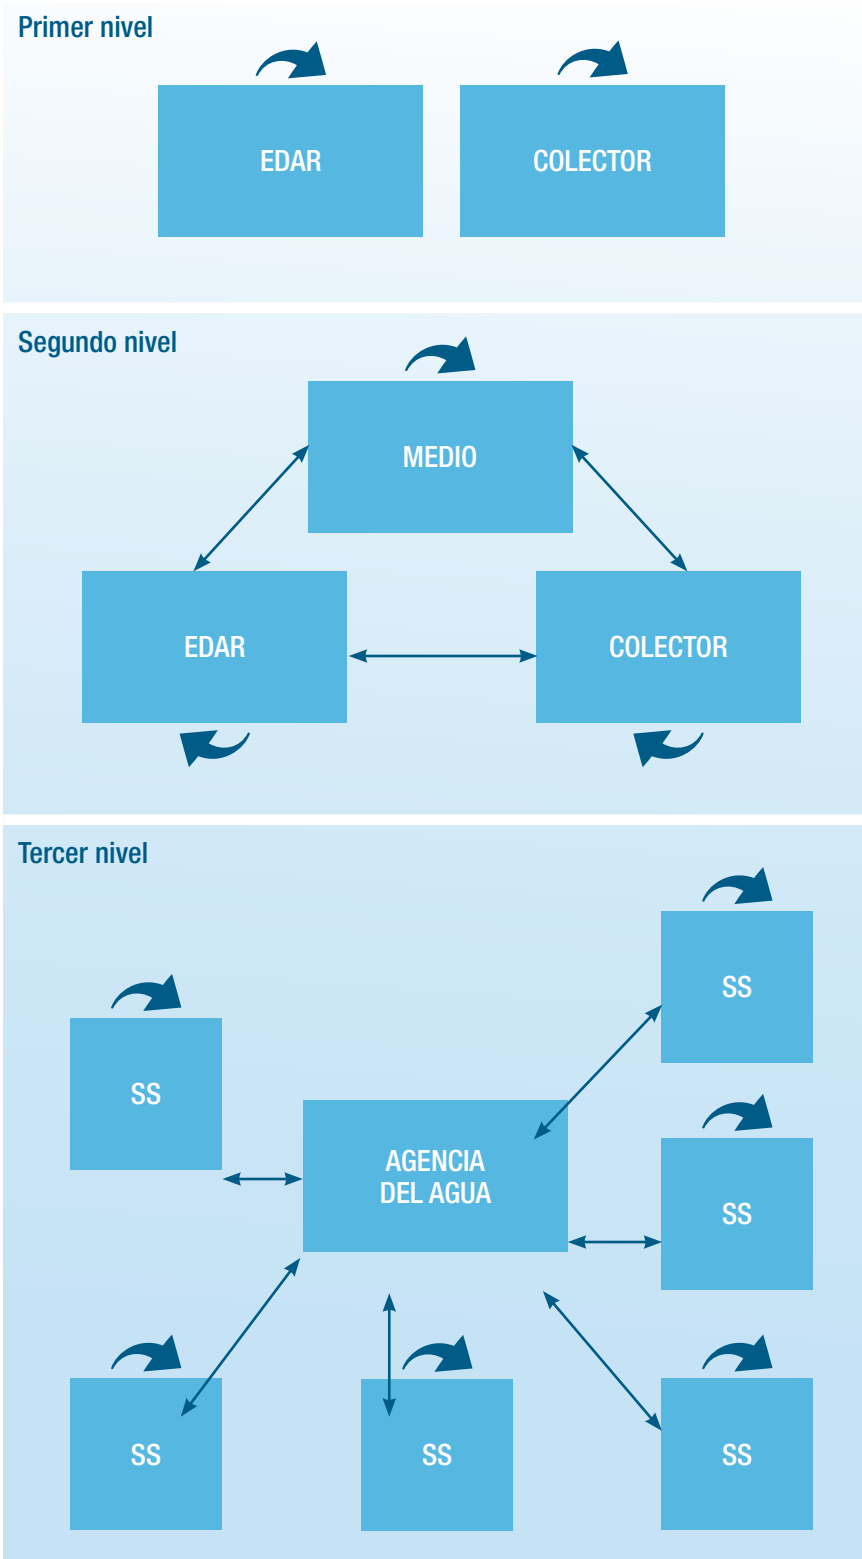 Primer nivel
EDAR
COLECTOR
Segundo nivel
MEDIO
EDAR
COLECTOR
Tercer nivel
SS
SS
AGENCIA
DEL AGUA
SS
SS
SS
SS